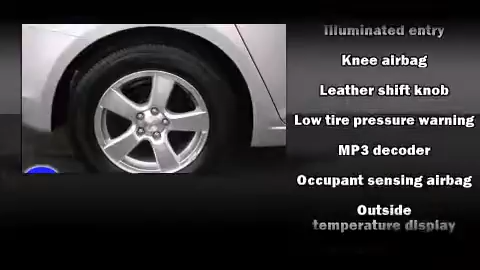 Illuminated entry
Knee airbag
Leather shift knob
Low tire pressure warning
MP3 decoder
Occupant sensing airbag
Outside
temperature display